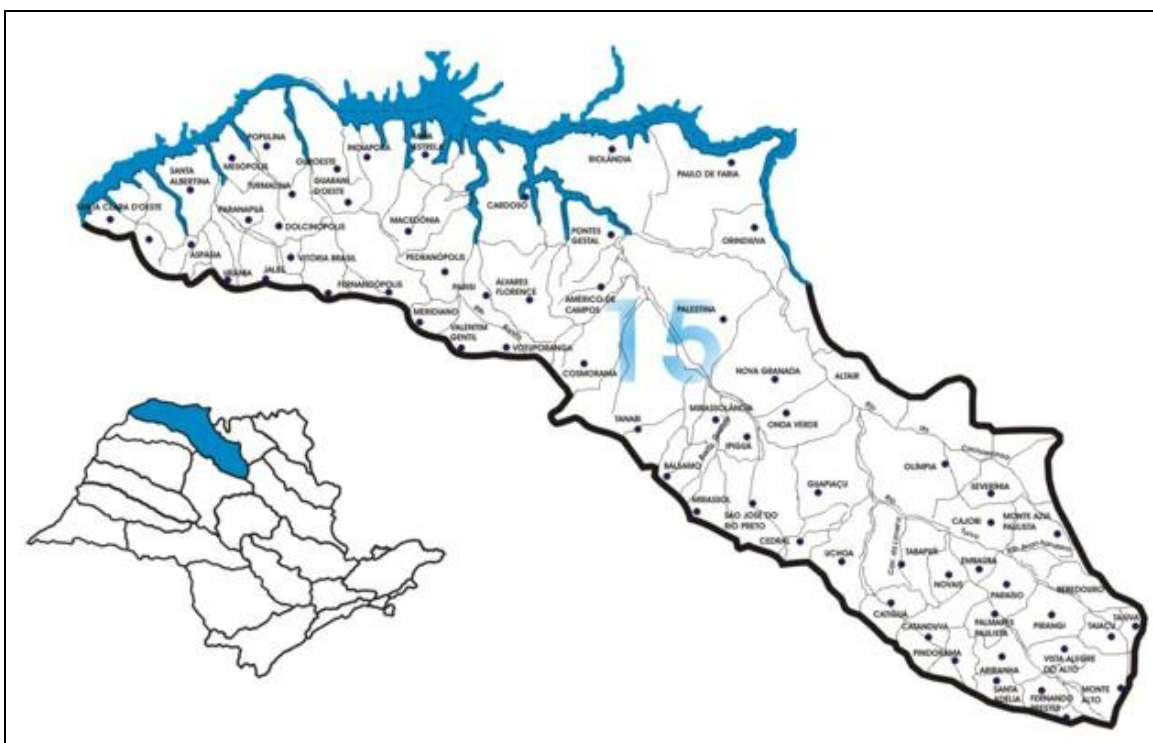 POPULINA
MESÓPOLIS
SANTA
ALBERTINA
OUROESTE
INDIAPORÃ
ESTRELA
GUARANI
D'OESTE
TURMALINA
PARANAPUÃ
DOLCINÓPOLIS
CLARA D'OESTE
ASPÁSIA
URÂNIA
JALES
VITÓRIA BRASIL
FERNANDÓPOLIS
MACEDÔNIA
PEDRANÓPOLIS
CARDOSO
RIOLÂNDIA
PAULO DE FARIA
PONTES
GESTAL
ORINDIUVA
PARISI
ÁLVARES
FLORENCE
AMÉRICO DE
CAMPOS
MERIDIANO
VALENTIM
GENTIL
VOTUPORANGA
COSMORAMA
15
PALESTINA
NOVA GRANADA
ALTAIR
TANABI
MIRASSOLÂNDIA
ONDA VERDE
IPIGUÁ
BALSAMO
MIRASSOL
SÃO JOSÉ DO
RIO PRETO
GUAPIAÇU
CEDRAL
UCHOA
OLÍMPIA
SEVERÍNIA
CAJOBI
MONTE AZUL
PAULISTA
TABAPUÃ
EMBAÚBA
NOVAIS
PARAÍSO
BEBEDOURO
CATIGUÁ
CATANDUVA
PALMARES
PAULISTA
PIRANGI
TAIAÇU
TAIUVA
PINDORAMA
ARIRANHA
VISTA ALEGRE
DO ALTO
SANTA
ADÉLIA
FERNANDO
PRESTES
MONTE
ALTO